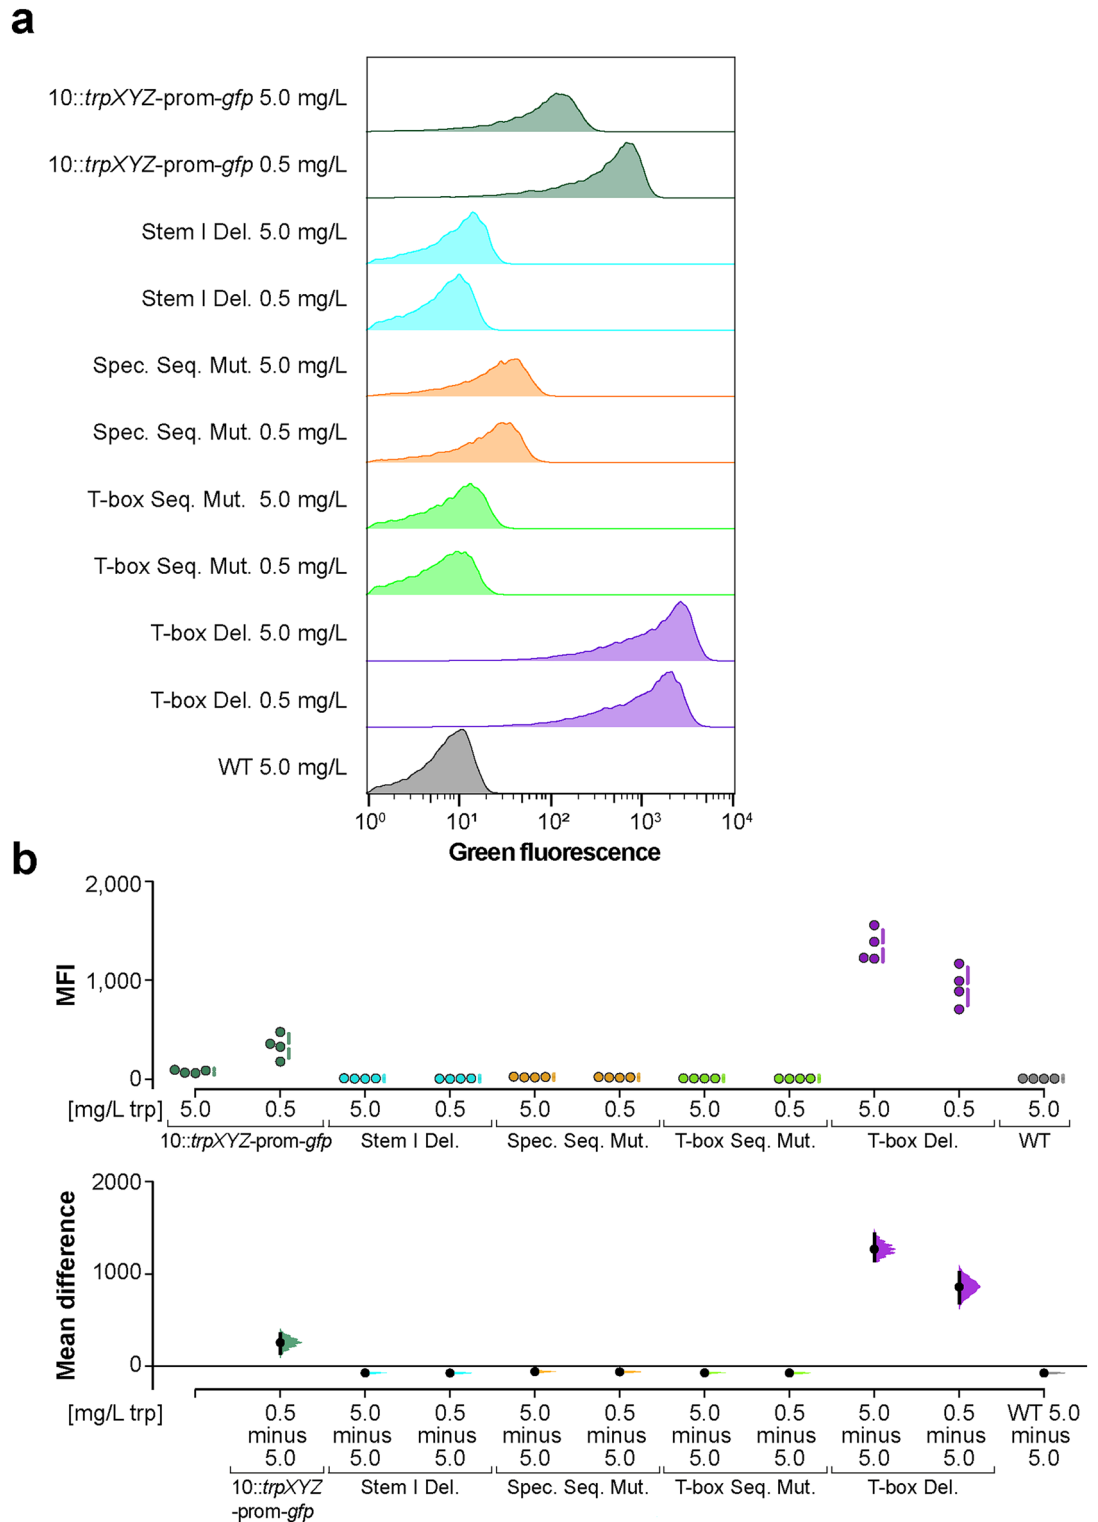 a
10::trpXYZ-prom-gfp 5.0 mg/L
10::trpXYZ-prom-gfp 0.5 mg/L
Stem I Del. 5.0 mg/L
Stem I Del. 0.5 mg/L
Spec. Seq. Mut. 5.0 mg/L
Spec. Seq. Mut. 0.5 mg/L
T-box Seq. Mut. 5.0 mg/L
T-box Seq. Mut. 0.5 mg/L
T-box Del. 5.0 mg/L
T-box Del. 0.5 mg/L
WT 5.0 mg/L
10⁰ 10¹ 10² 10³ 10⁴
Green fluorescence
b
MFI
2,000
1,000
0
[mg/L trp] 5.0 0.5 5.0 0.5 5.0 0.5 5.0 0.5 5.0 0.5 5.0
10::trpXYZ-prom-gfp Stem I Del. Spec. Seq. Mut. T-box Seq. Mut. T-box Del. WT
Mean difference
2000
1000
0
[mg/L trp] 0.5 5.0 0.5 5.0 0.5 5.0 0.5 5.0 0.5 WT 5.0
minus minus minus minus minus minus minus minus minus minus
5.0 5.0 5.0 5.0 5.0 5.0 5.0 5.0 5.0 5.0
10::trpXYZ Stem I Del. Spec. Seq. Mut. T-box Seq. Mut. T-box Del.
-prom-gfp